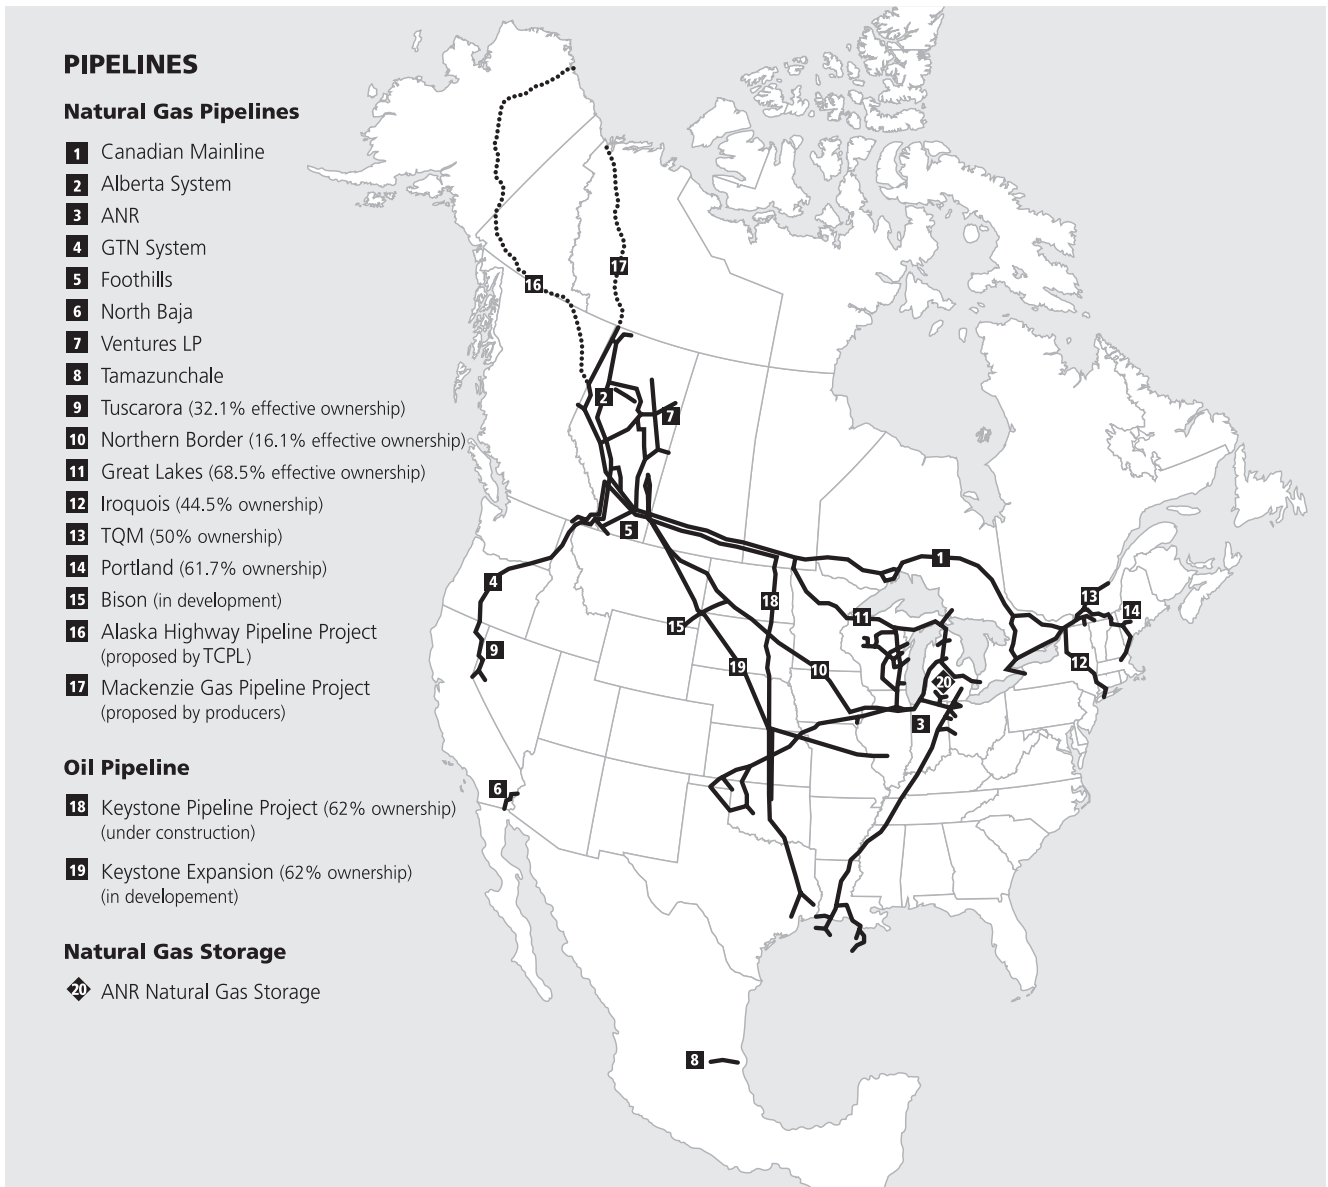 PIPELINES
Natural Gas Pipelines
1 Canadian Mainline
2 Alberta System
3 ANR
4 GTN System
5 Foothills
6 North Baja
7 Ventures LP
8 Tamazunchale
9 Tuscarora (32.1% effective ownership)
10 Northern Border (16.1% effective ownership)
11 Great Lakes (68.5% effective ownership)
12 Iroquois (44.5% ownership)
13 TQM (50% ownership)
14 Portland (61.7% ownership)
15 Bison (in development)
16 Alaska Highway Pipeline Project
(proposed by TCPL)
17 Mackenzie Gas Pipeline Project
(proposed by producers)
Oil Pipeline
18 Keystone Pipeline Project (62% ownership)
(under construction)
19 Keystone Expansion (62% ownership)
(in developement)
Natural Gas Storage
20 ANR Natural Gas Storage
17
16
2
7
5
1
4
13
18
14
11
15
9
12
19
10
20
3
6
8